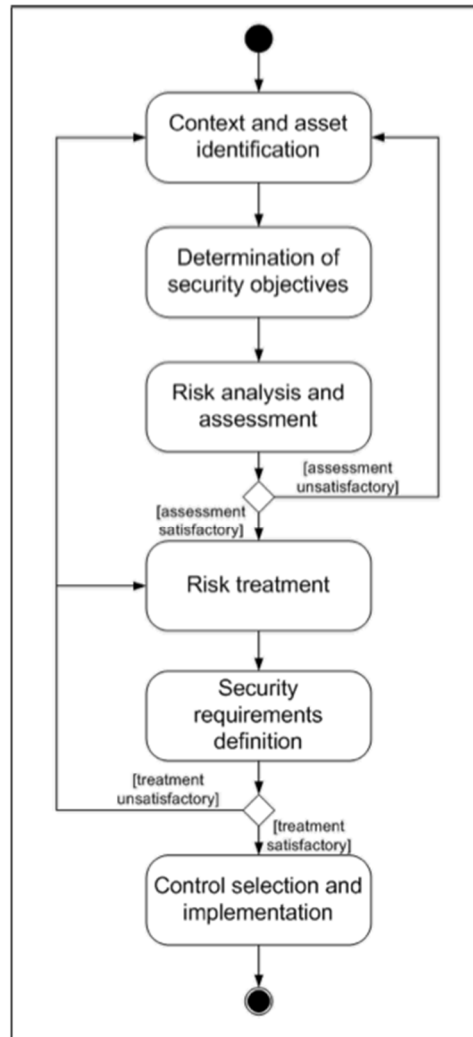 Context and asset
identification
Determination of
security objectives
Risk analysis and
assessment
[assessment
unsatisfactory]
[assessment
satisfactory]
Risk treatment
Security
requirements
definition
[treatment
unsatisfactory]
[treatment
satisfactory]
Control selection and
implementation